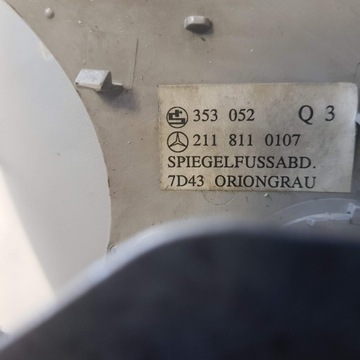 353 052 Q 3
211 811 0107
SPIEGELFUSSABD.
7D43 ORIONGRAU